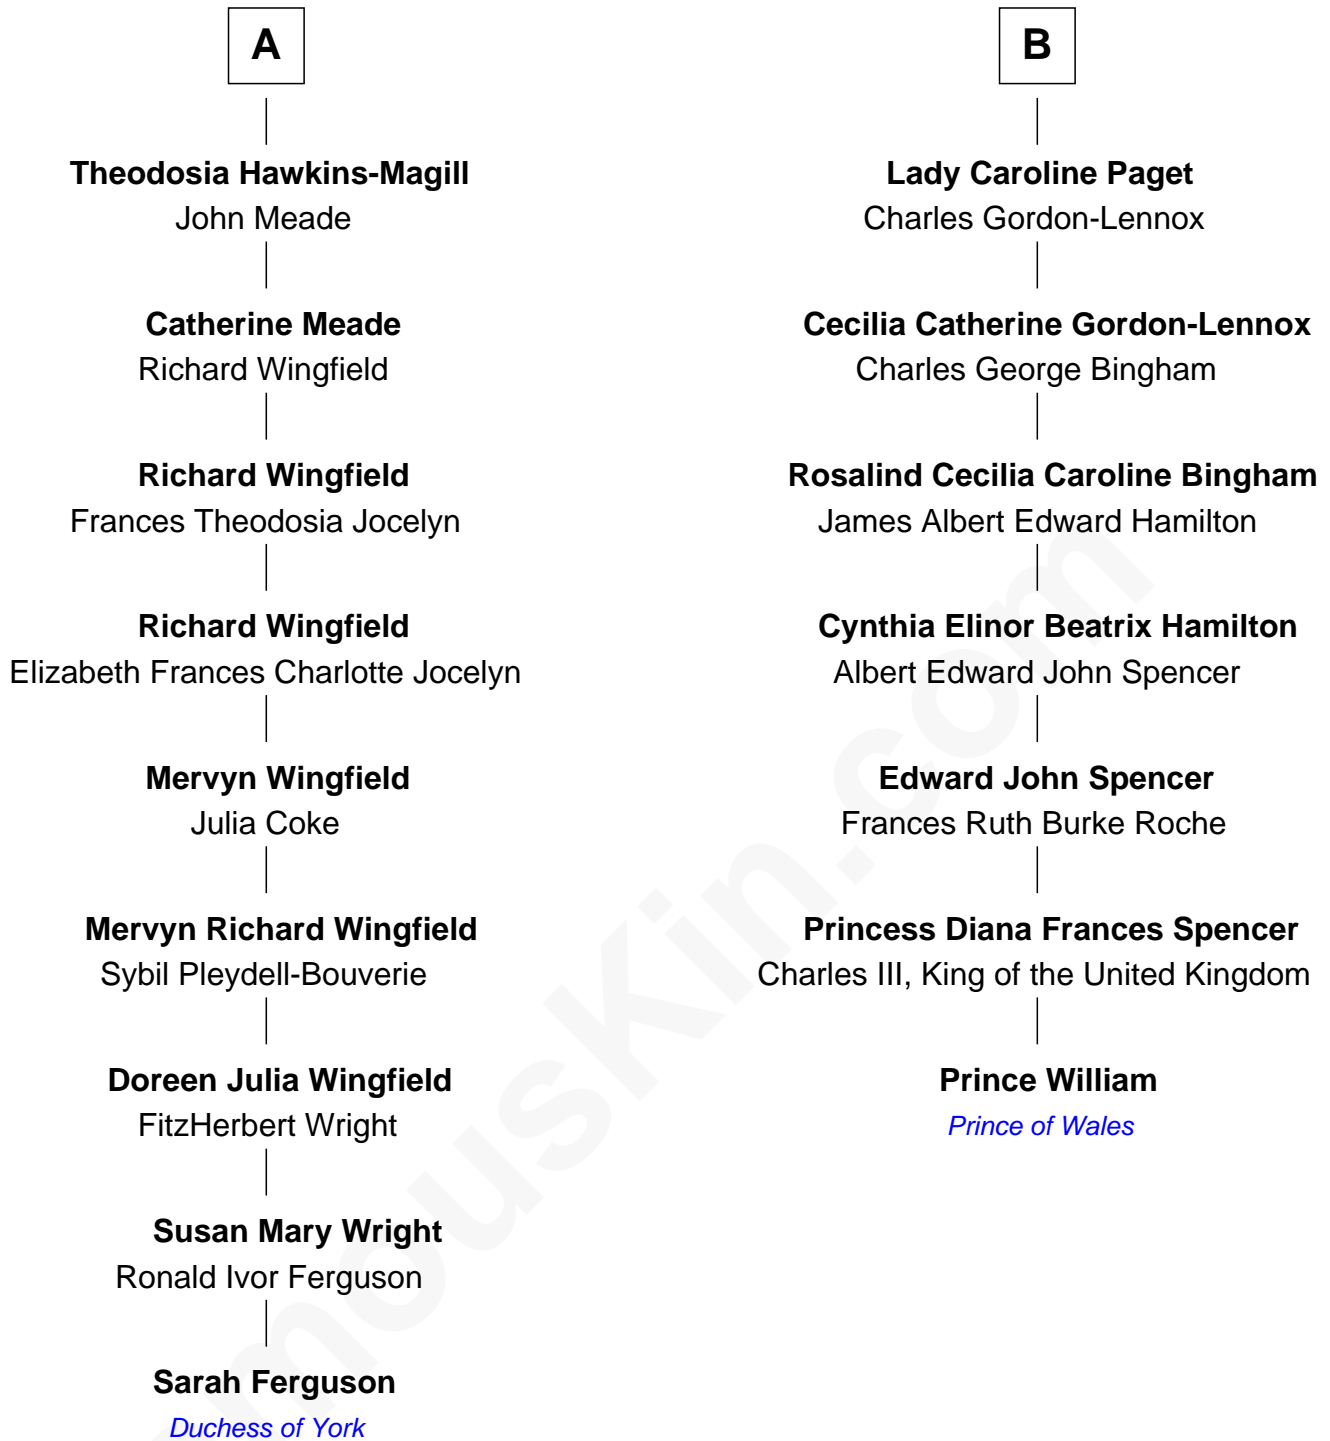 A
Theodosia Hawkins-Magill
John Meade
Catherine Meade
Richard Wingfield
Richard Wingfield
Frances Theodosia Jocelyn
Richard Wingfield
Elizabeth Frances Charlotte Jocelyn
Mervyn Wingfield
Julia Coke
Mervyn Richard Wingfield
Sybil Pleydell-Bouverie
Doreen Julia Wingfield
FitzHerbert Wright
Susan Mary Wright
Ronald Ivor Ferguson
Sarah Ferguson
Duchess of York
B
Lady Caroline Paget
Charles Gordon-Lennox
Cecilia Catherine Gordon-Lennox
Charles George Bingham
Rosalind Cecilia Caroline Bingham
James Albert Edward Hamilton
Cynthia Elinor Beatrix Hamilton
Albert Edward John Spencer
Edward John Spencer
Frances Ruth Burke Roche
Princess Diana Frances Spencer
Charles III, King of the United Kingdom
Prince William
Prince of Wales
mousKin.com